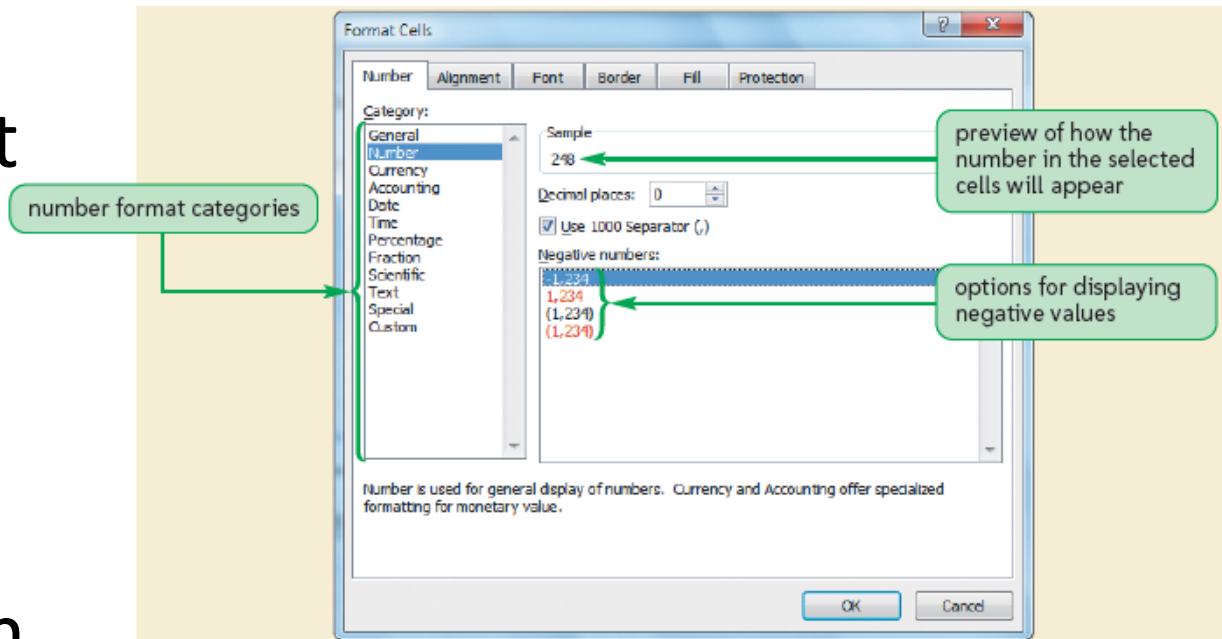 t
n
Format Cells
Number Alignment Font Border Fill Protection
Category:
General
Number
Currency
Accounting
Date
Time
Percentage
Fraction
Scientific
Text
Special
Custom
Sample
248
Decimal places: 0
Use 1000 Separator (,)
Negative numbers:
-1,234
1,234
(1,234)
(1,234)
Number is used for general display of numbers. Currency and Accounting offer specialized
formatting for monetary value.
OK Cancel
number format categories
preview of how the
number in the selected
cells will appear
options for displaying
negative values